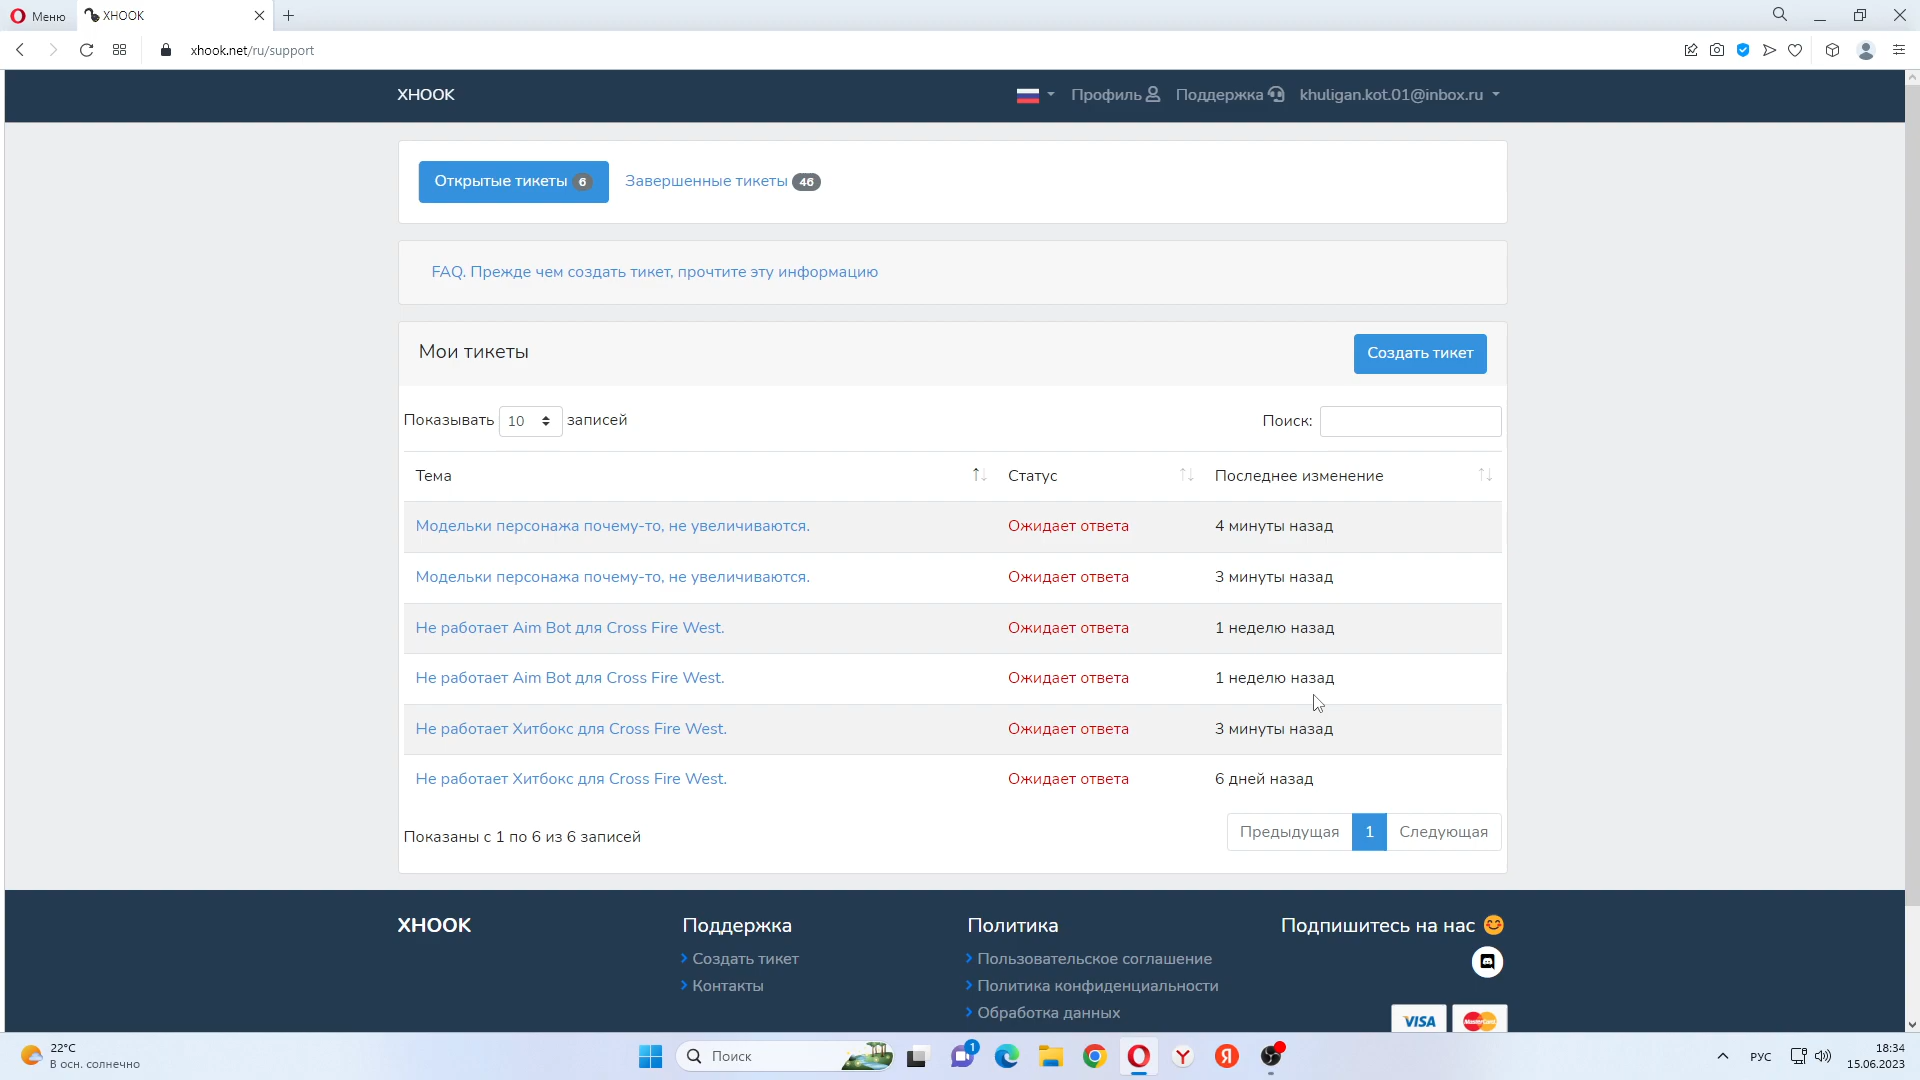 Меню
XHOOK
xhook.net/ru/support
XHOOK
Профиль
Поддержка
khuligan.kot.01@inbox.ru
Открытые тикеты 6
Завершенные тикеты 46
FAQ. Прежде чем создать тикет, прочтите эту информацию
Мои тикеты
Создать тикет
Показывать 10 записей
Поиск:
Тема Статус Последнее изменение
Модельки персонажа почему-то, не увеличиваются. Ожидает ответа 4 минуты назад
Модельки персонажа почему-то, не увеличиваются. Ожидает ответа 3 минуты назад
Не работает Aim Bot для Cross Fire West. Ожидает ответа 1 неделю назад
Не работает Aim Bot для Cross Fire West. Ожидает ответа 1 неделю назад
Не работает Хитбокс для Cross Fire West. Ожидает ответа 3 минуты назад
Не работает Хитбокс для Cross Fire West. Ожидает ответа 6 дней назад
Показаны с 1 по 6 из 6 записей
Предыдущая 1 Следующая
XHOOK
Поддержка
Создать тикет
Контакты
Политика
Пользовательское соглашение
Политика конфиденциальности
Обработка данных
Подпишитесь на нас
VISA
MasterCard
22°C
В осн. солнечно
Поиск
1
РУС
18:34
15.06.2023